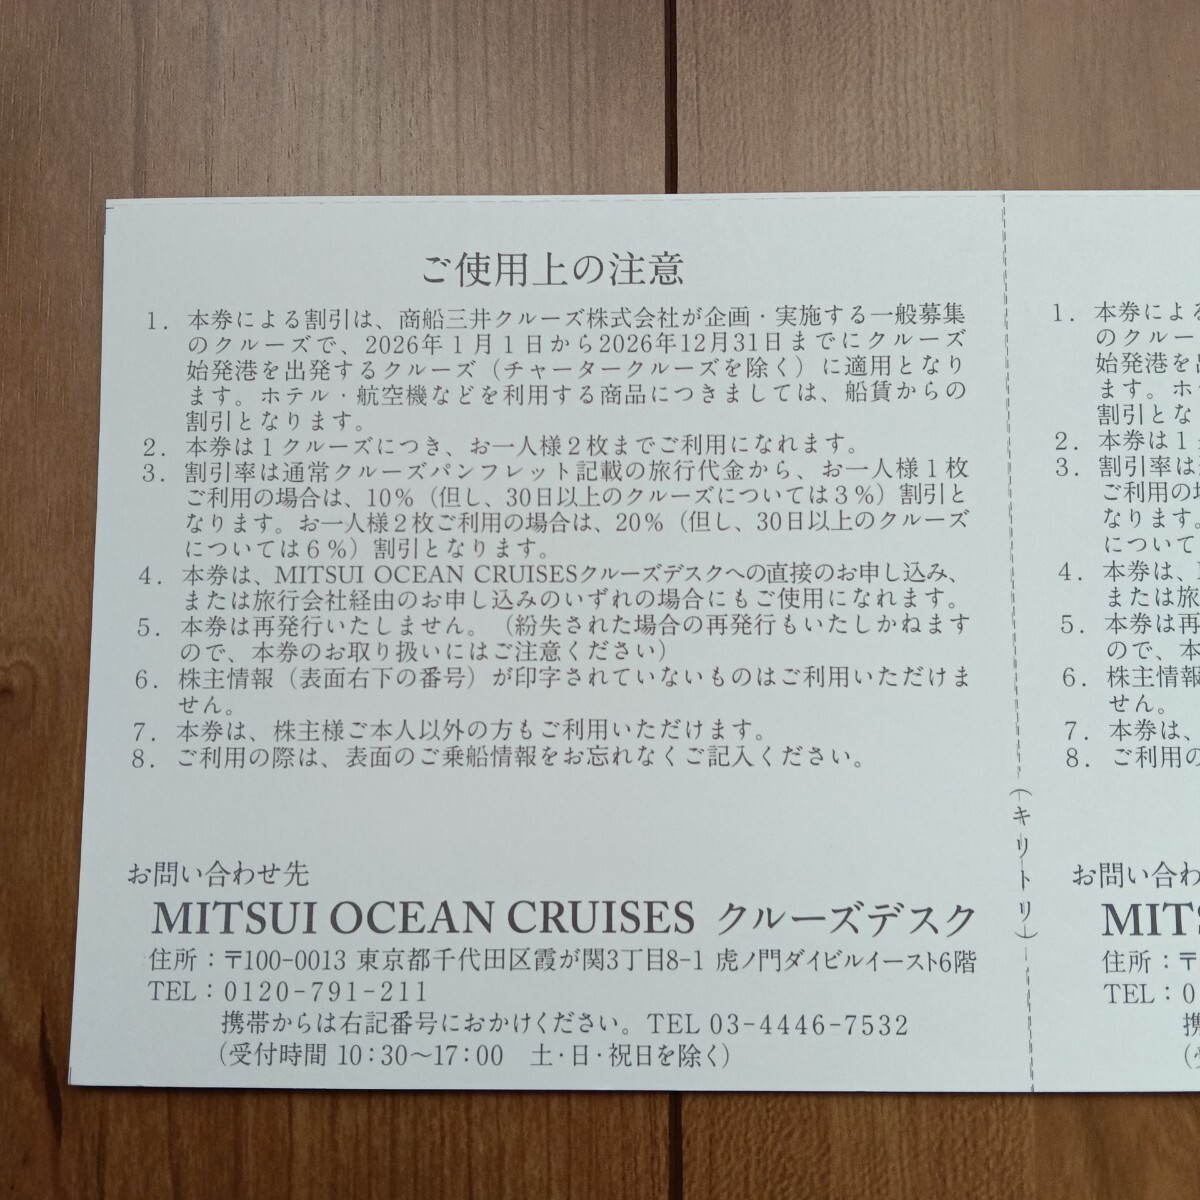 ご使用上の注意
1. 本券による割引は、商船三井クルーズ株式会社が企画・実施する一般募集
のクルーズで、2026年1月1日から2026年12月31日までにクルーズ
始発港を出発するクルーズ（チャータークルーズを除く）に適用となり
ます。ホテル・航空機などを利用する商品につきましては、船賃からの
割引となります。
2. 本券は1クルーズにつき、お一人様2枚までご利用になれます。
3. 割引率は通常クルーズパンフレット記載の旅行代金から、お一人様1枚
ご利用の場合は、10%（但し、30日以上のクルーズについては3%）割引と
なります。お一人様2枚ご利用の場合は、20%（但し、30日以上のクルーズ
については6%）割引となります。
4. 本券は、MITSUI OCEAN CRUISESクルーズデスクへの直接のお申し込み、
または旅行会社経由のお申し込みのいずれの場合にもご使用になれます。
5. 本券は再発行いたしません。（紛失された場合の再発行もいたしかねます
ので、本券のお取り扱いにはご注意ください）
6. 株主情報（表面右下の番号）が印字されていないものはご利用いただけま
せん。
7. 本券は、株主様ご本人以外の方もご利用いただけます。
8. ご利用の際は、表面のご乗船情報をお忘れなくご記入ください。
お問い合わせ先
MITSUI OCEAN CRUISES クルーズデスク
住所：〒100-0013 東京都千代田区霞が関3丁目8-1 虎ノ門ダイビルイースト6階
TEL：0120-791-211
携帯からは右記番号におかけください。TEL 03-4446-7532
（受付時間 10:30～17:00　土・日・祝日を除く）
（キリトリ）
1. 本券による
のクルー
始発港を出
ます。ホテ
割引とな
2. 本券は1
3. 割引率は
ご利用の場
なります。
については
4. 本券は、
または旅
5. 本券は再
ので、本
6. 株主情報
せん。
7. 本券は、
8. ご利用の
お問い合わ
MITS
住所：〒
TEL：0
携